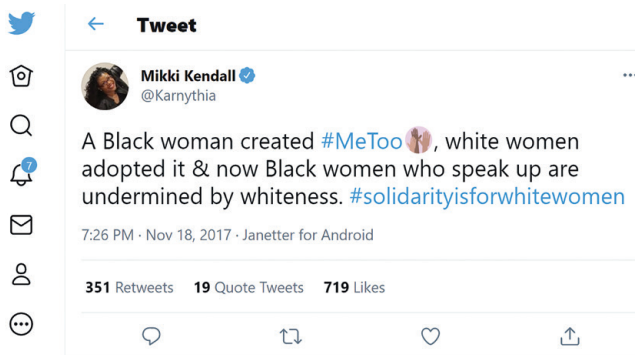 Tweet
Mikki Kendall
@Karnythia
A Black woman created #MeToo, white women
adopted it & now Black women who speak up are
undermined by whiteness. #solidarityisforwhitewomen
7:26 PM · Nov 18, 2017 · Janetter for Android
351 Retweets 19 Quote Tweets 719 Likes
7